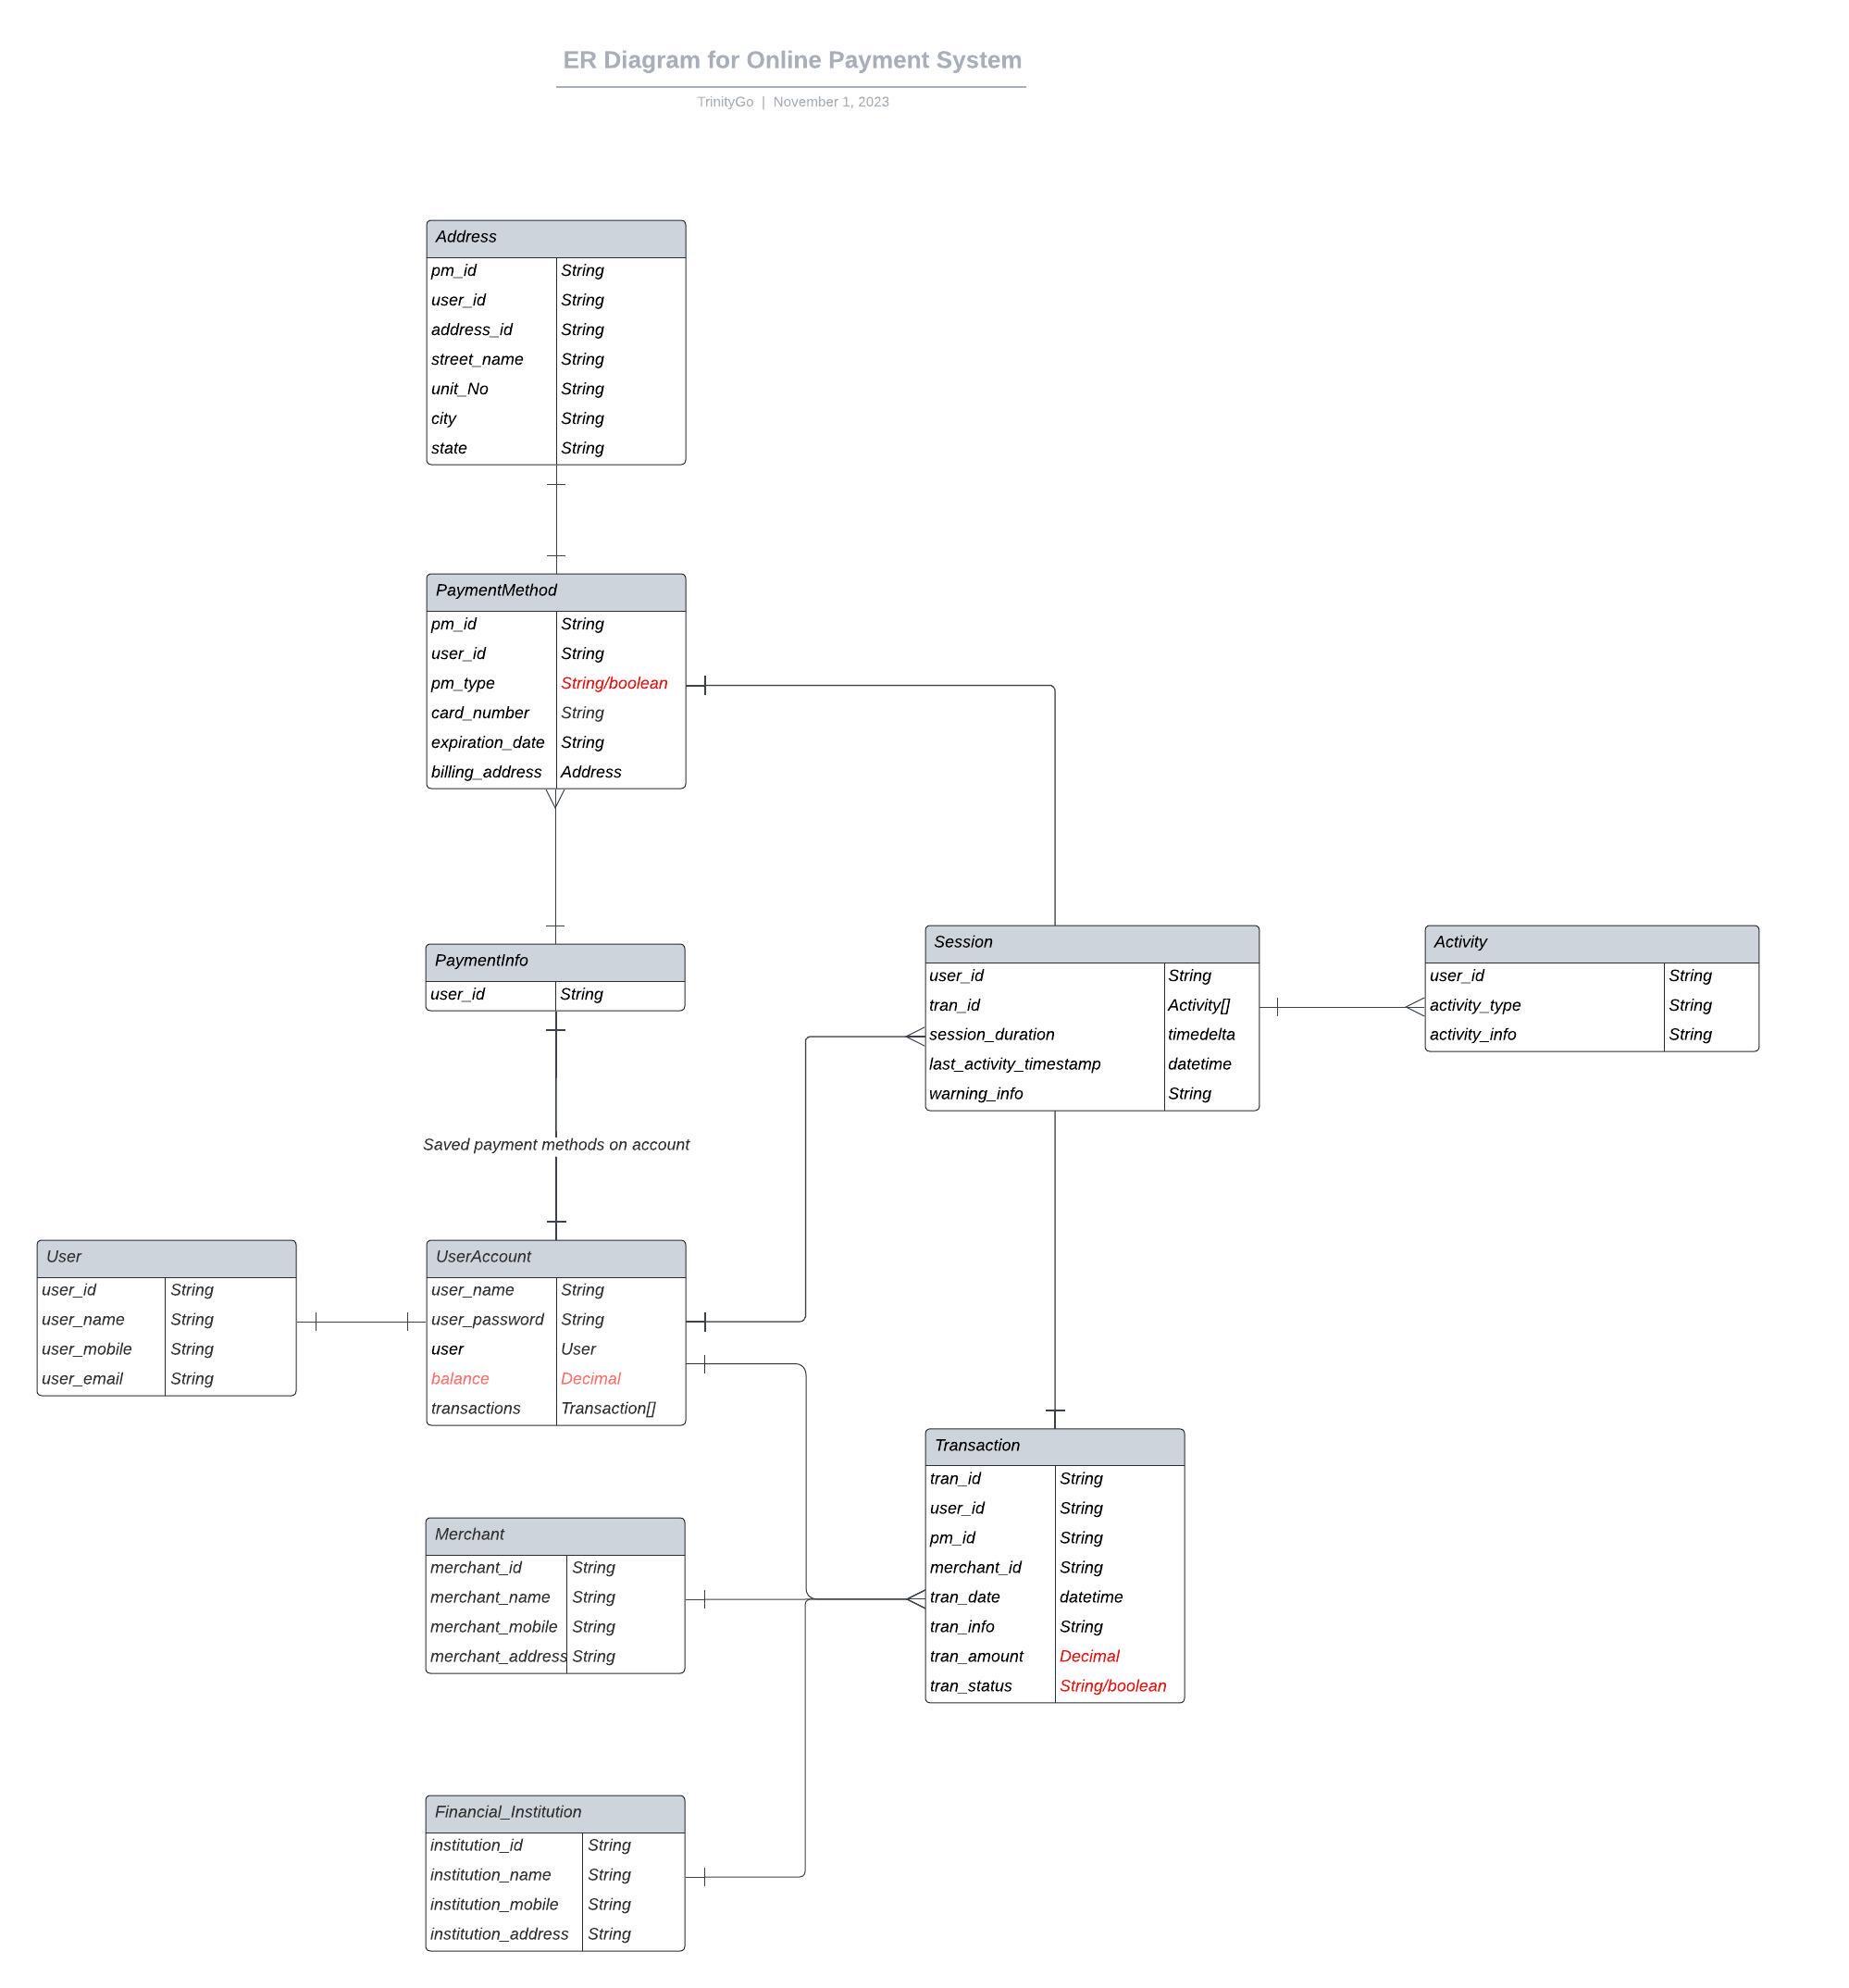 ER Diagram for Online Payment System
TrinityGo | November 1, 2023
Address
pm_id String
user_id String
address_id String
street_name String
unit_No String
city String
state String
PaymentMethod
pm_id String
user_id String
pm_type String/boolean
card_number String
expiration_date String
billing_address Address
PaymentInfo
user_id String
Session
user_id String
tran_id Activity[]
session_duration timedelta
last_activity_timestamp datetime
warning_info String
Activity
user_id String
activity_type String
activity_info String
Saved payment methods on account
User
user_id String
user_name String
user_mobile String
user_email String
UserAccount
user_name String
user_password String
user User
balance Decimal
transactions Transaction[]
Transaction
tran_id String
user_id String
pm_id String
merchant_id String
tran_date datetime
tran_info String
tran_amount Decimal
tran_status String/boolean
Merchant
merchant_id String
merchant_name String
merchant_mobile String
merchant_address String
Financial_Institution
institution_id String
institution_name String
institution_mobile String
institution_address String